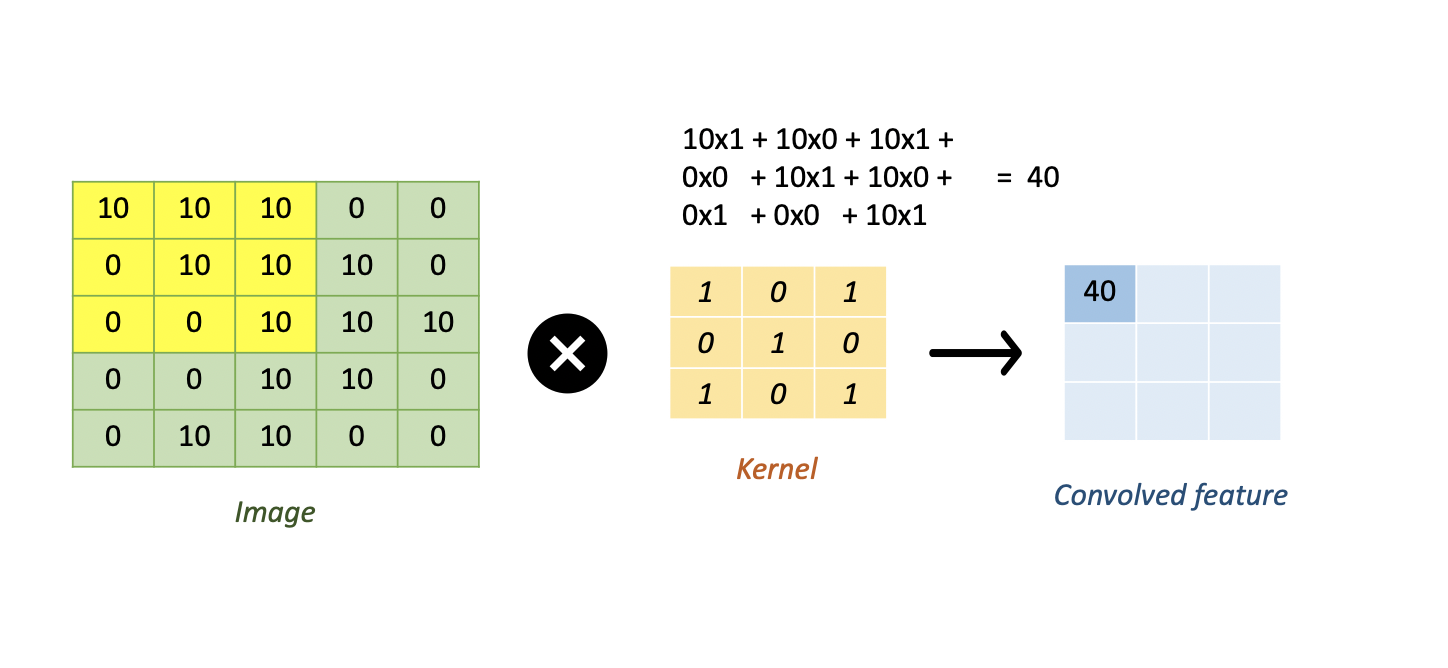 10x1 + 10x0 + 10x1 +
0x0 + 10x1 + 10x0 + = 40
0x1 + 0x0 + 10x1
10 10 10 0 0
0 10 10 10 0
0 0 10 10 10
0 0 10 10 0
0 10 10 0 0
Image
1 0 1
0 1 0
1 0 1
Kernel
40
Convolved feature